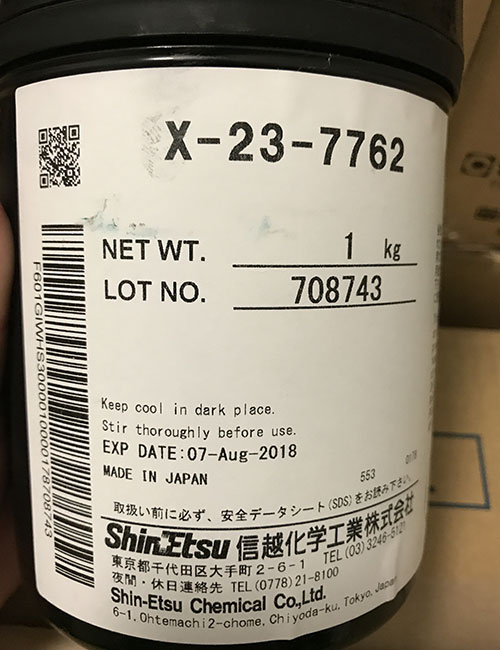 X-23-7762
NET WT. 1 kg
LOT NO. 708743
Keep cool in dark place.
Stir thoroughly before use.
EXP DATE:07-Aug-2018
MADE IN JAPAN
553
取扱い前に必ず、安全データシート(SDS)をお読み下さい。
ShinEtsu 信越化学工業株式会社
東京都千代田区大手町2-6-1 TEL(03)3246-5121
夜間・休日連絡先 TEL(0778)21-8100
Shin-Etsu Chemical Co.,Ltd.
6-1, Ohtemachi 2-chome, Chiyoda-ku, Tokyo, Japan